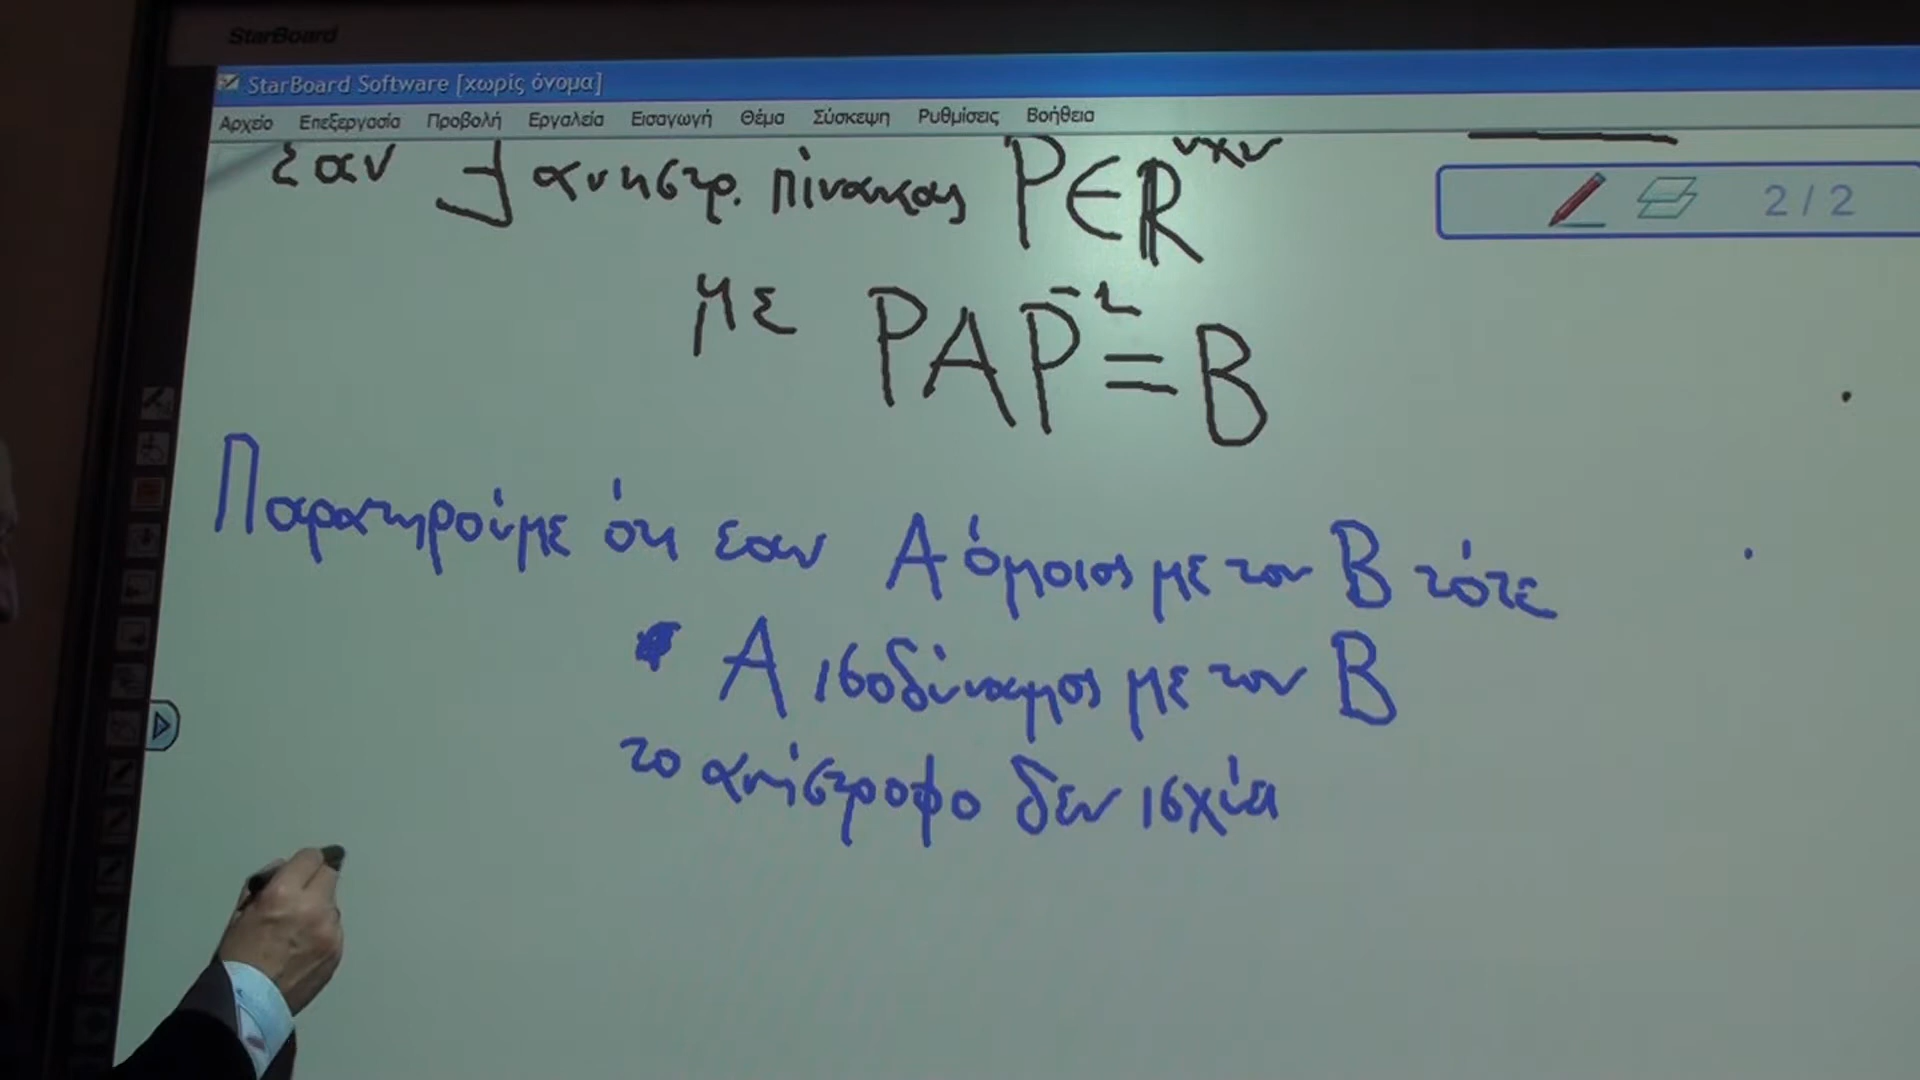 StarBoard
StarBoard Software [χωρίς όνομα]
Αρχείο Επεξεργασία Προβολή Εργαλεία Εισαγωγή Θέμα Σύσκεψη Ρυθμίσεις Βοήθεια
2 / 2
Εαν ∃ αντιστρ. πίνακας P∈ℝ^{νxν}
με PAP^{-1} = B
Παρατηρούμε ότι εαν A όμοιος με τον B τότε
• A ισοδύναμος με τον B
το αντίστροφο δεν ισχύει